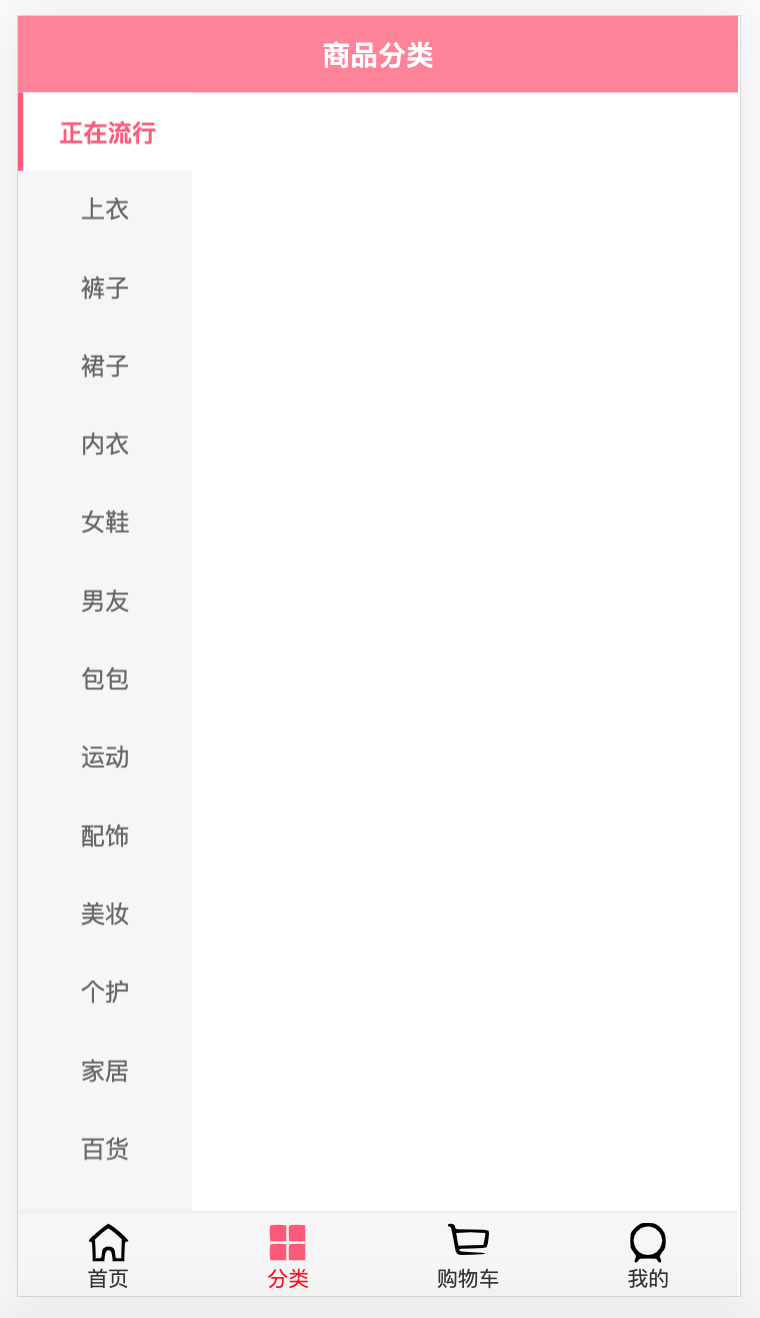 商品分类
正在流行
上衣
裤子
裙子
内衣
女鞋
男友
包包
运动
配饰
美妆
个护
家居
百货
首页
分类
购物车
我的